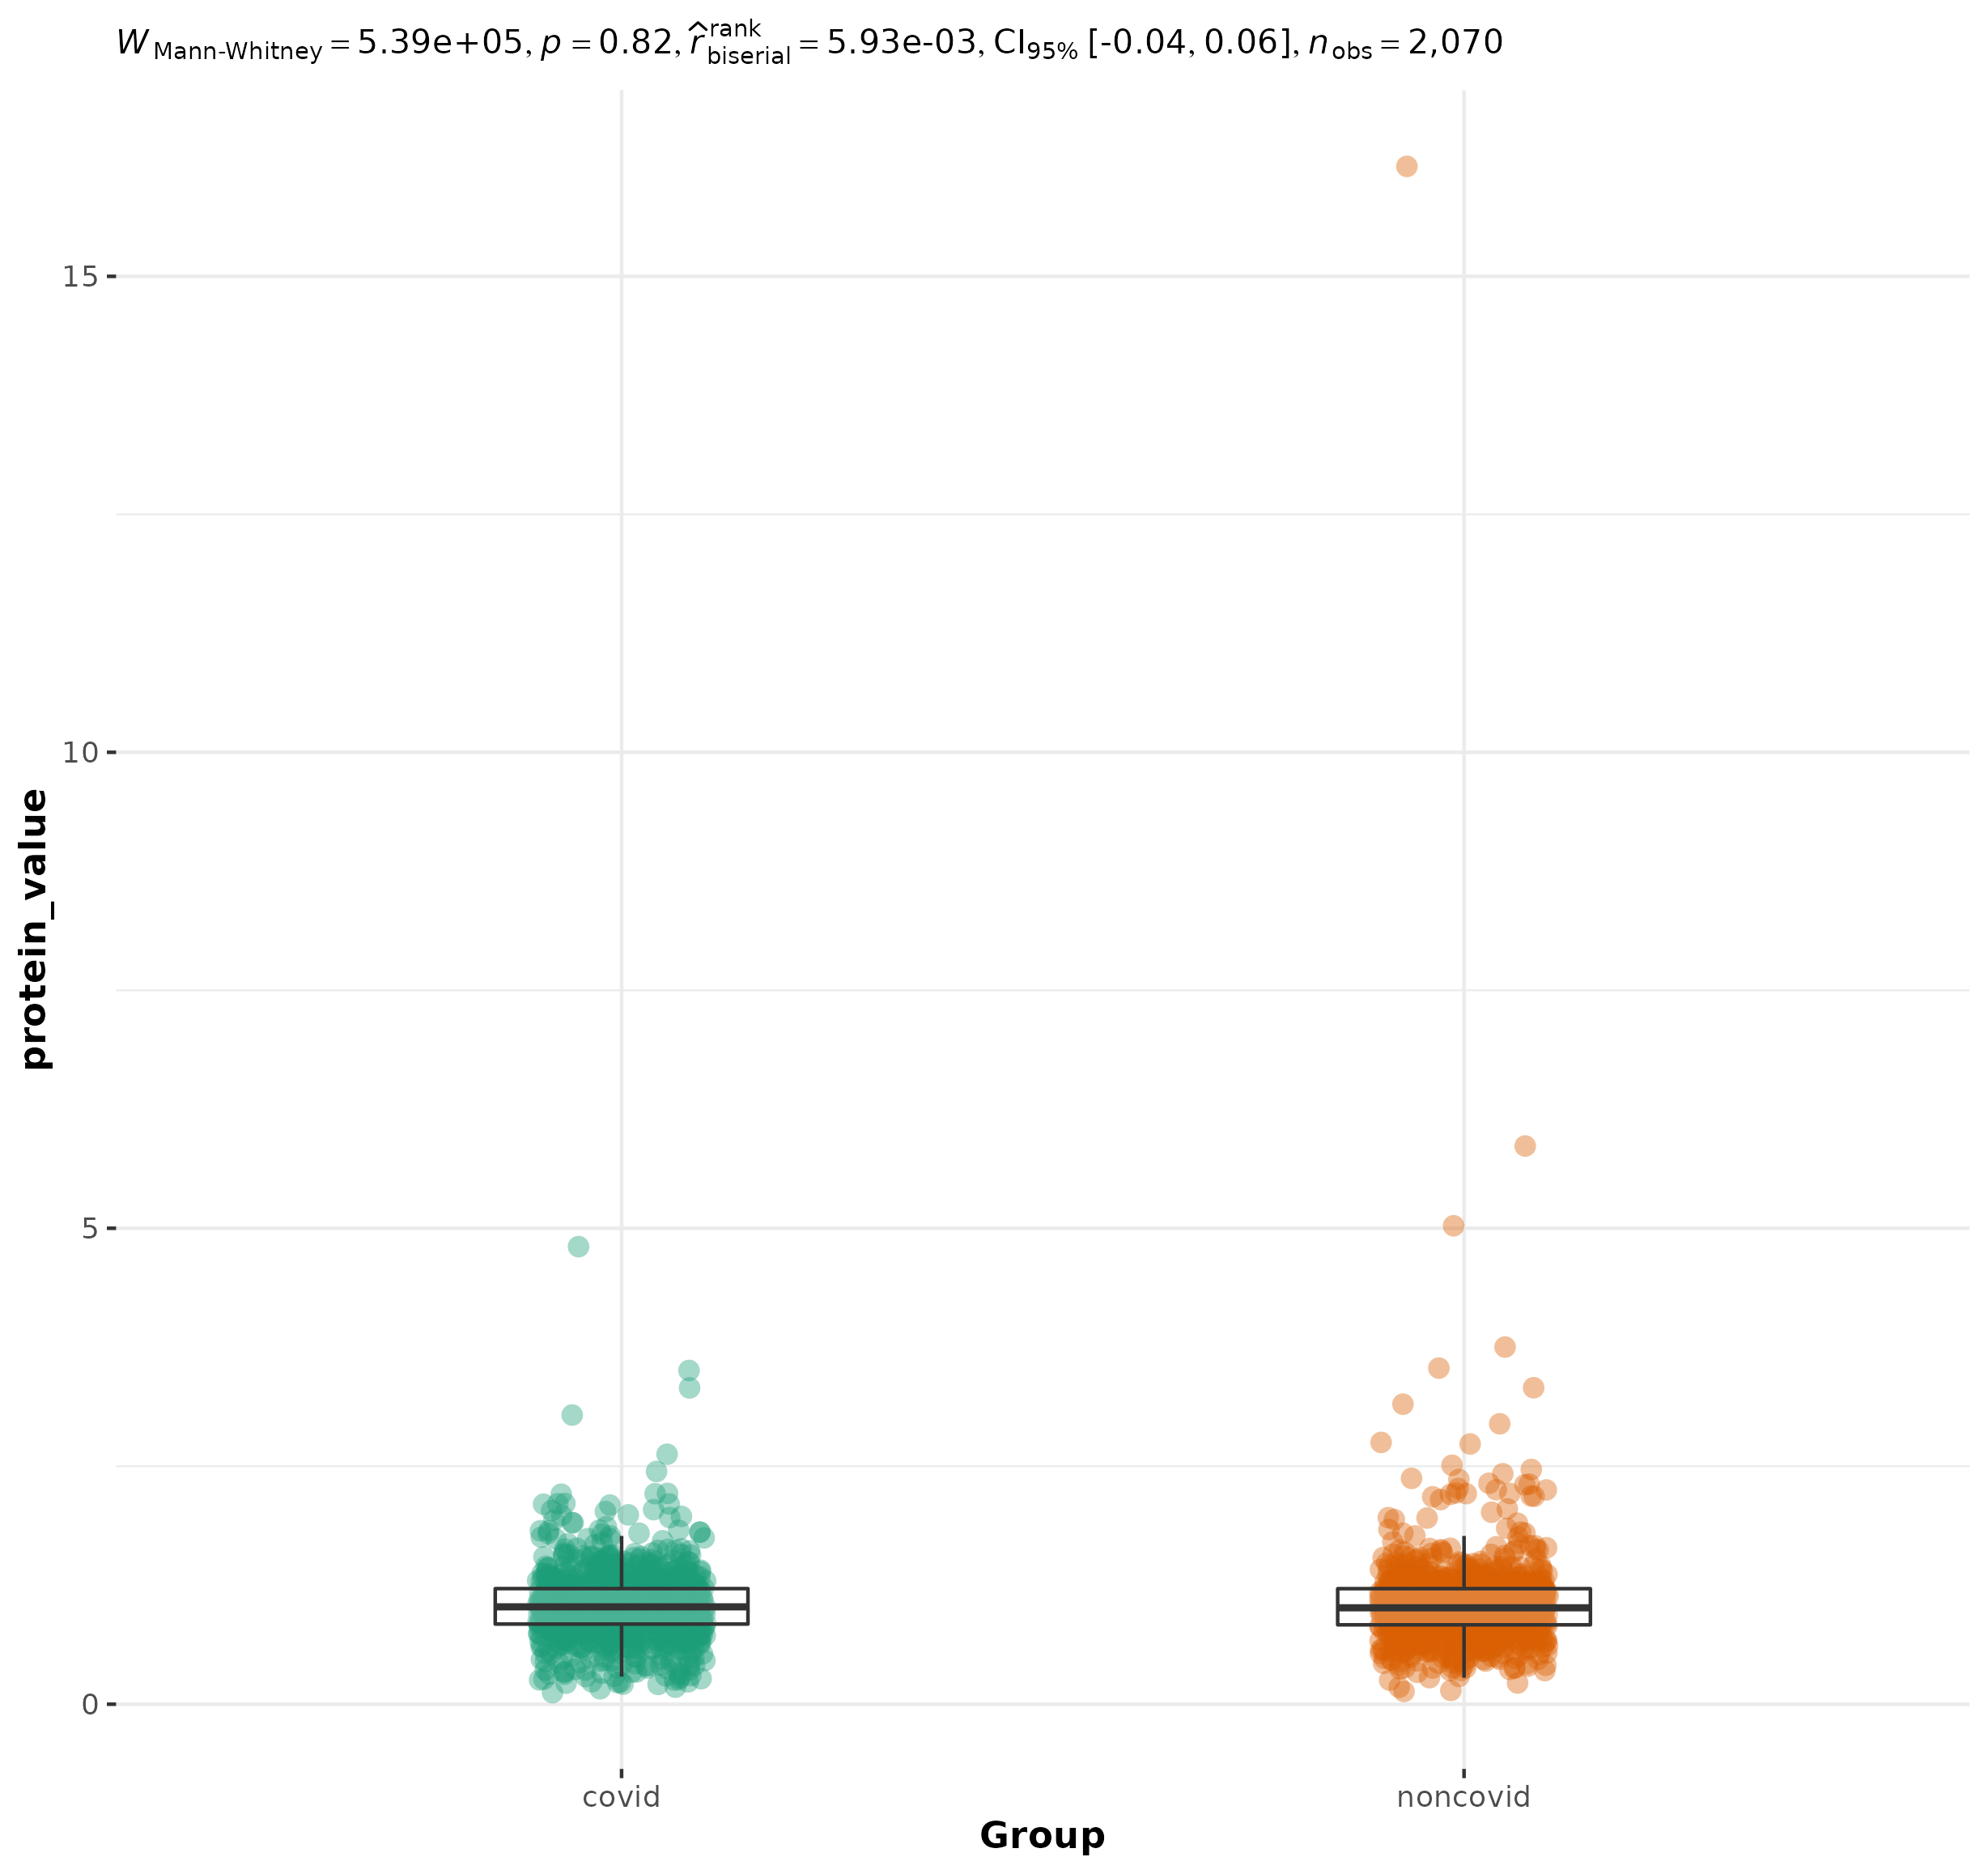 W Mann-Whitney = 5.39e+05, p = 0.82, r̂ rank biserial = 5.93e-03, CI95% [-0.04, 0.06], nobs = 2,070
15
10
5
0
protein_value
covid noncovid
Group